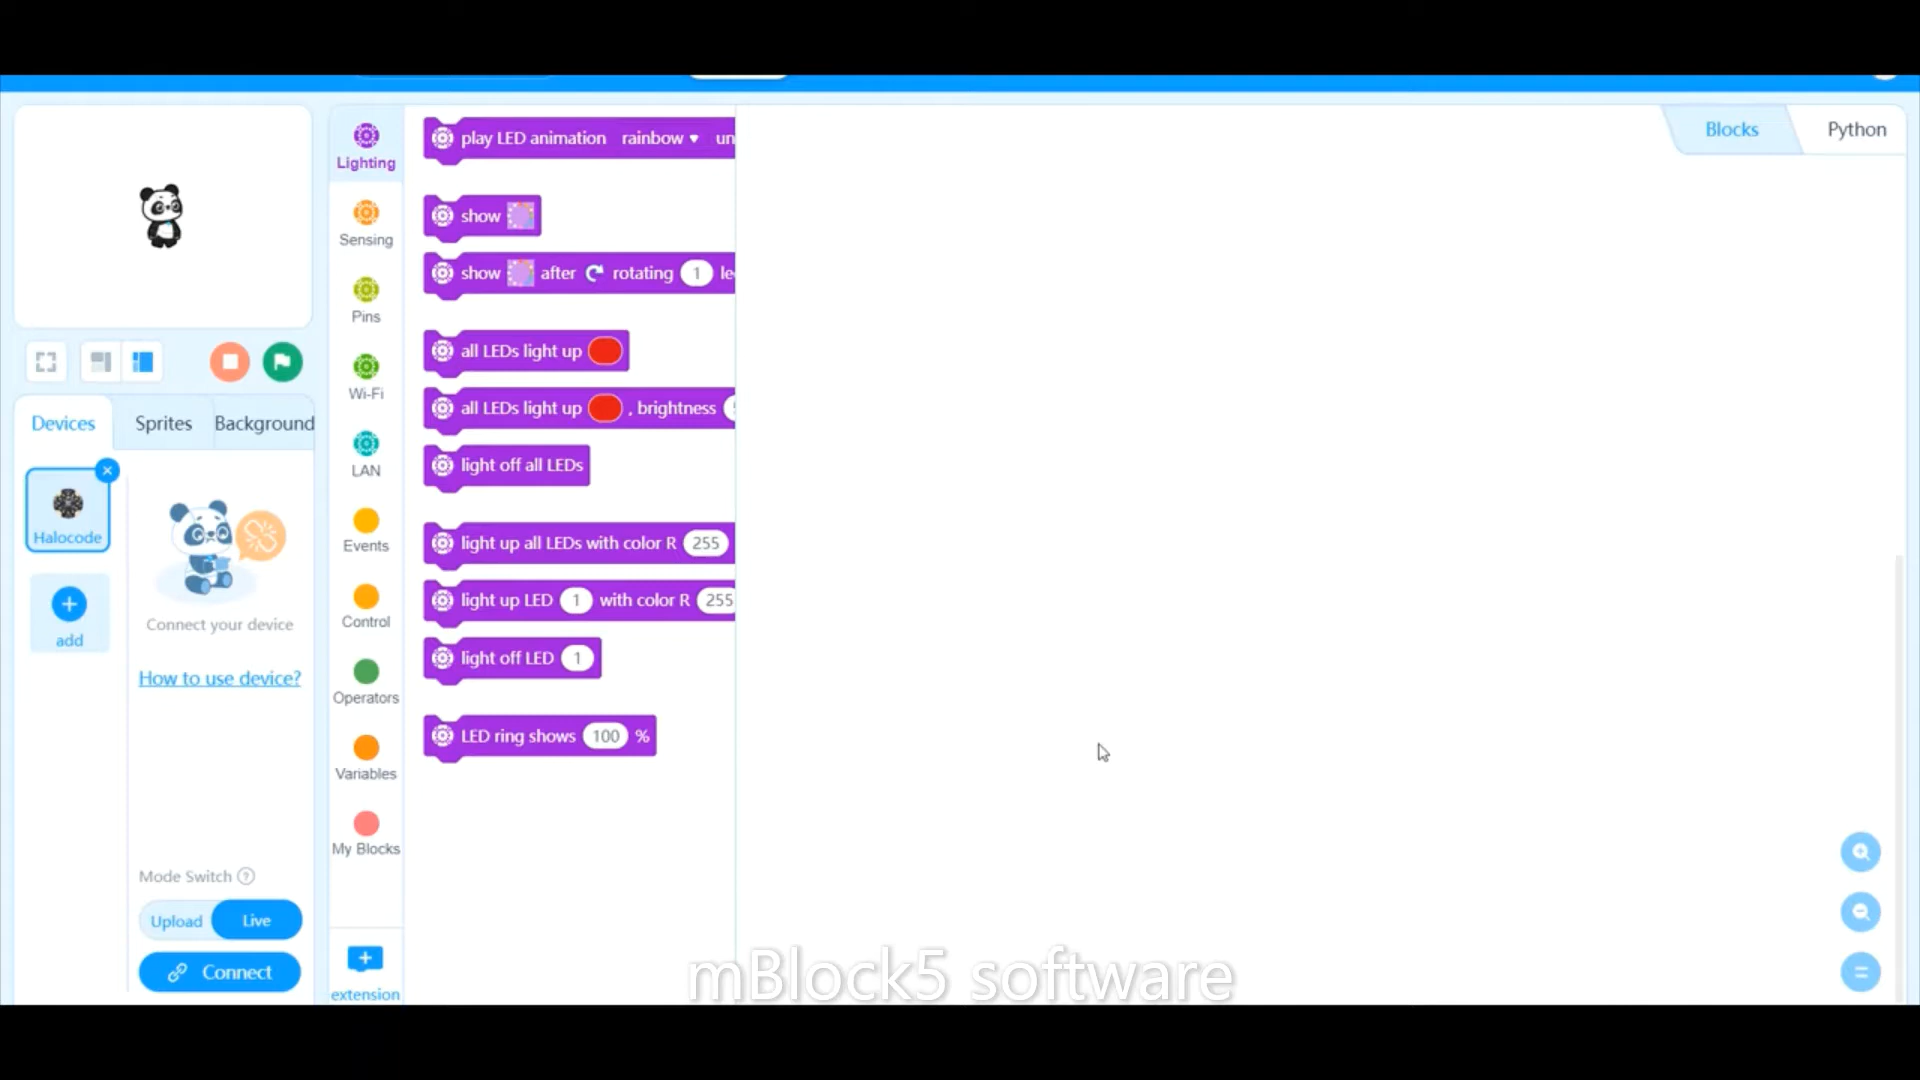 Blocks
Python
Lighting
Sensing
Pins
Wi-Fi
LAN
Events
Control
Operators
Variables
My Blocks
extension
play LED animation rainbow un
show
show after rotating 1
all LEDs light up
all LEDs light up , brightness
light off all LEDs
light up all LEDs with color R 255
light up LED 1 with color R 255
light off LED 1
LED ring shows 100 %
Devices
Sprites
Background
Halocode
add
Connect your device
How to use device?
Mode Switch ?
Upload Live
Connect
mBlock5 software